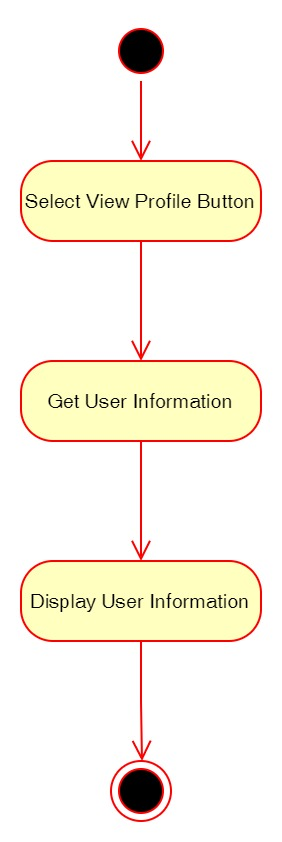 Select View Profile Button
Get User Information
Display User Information